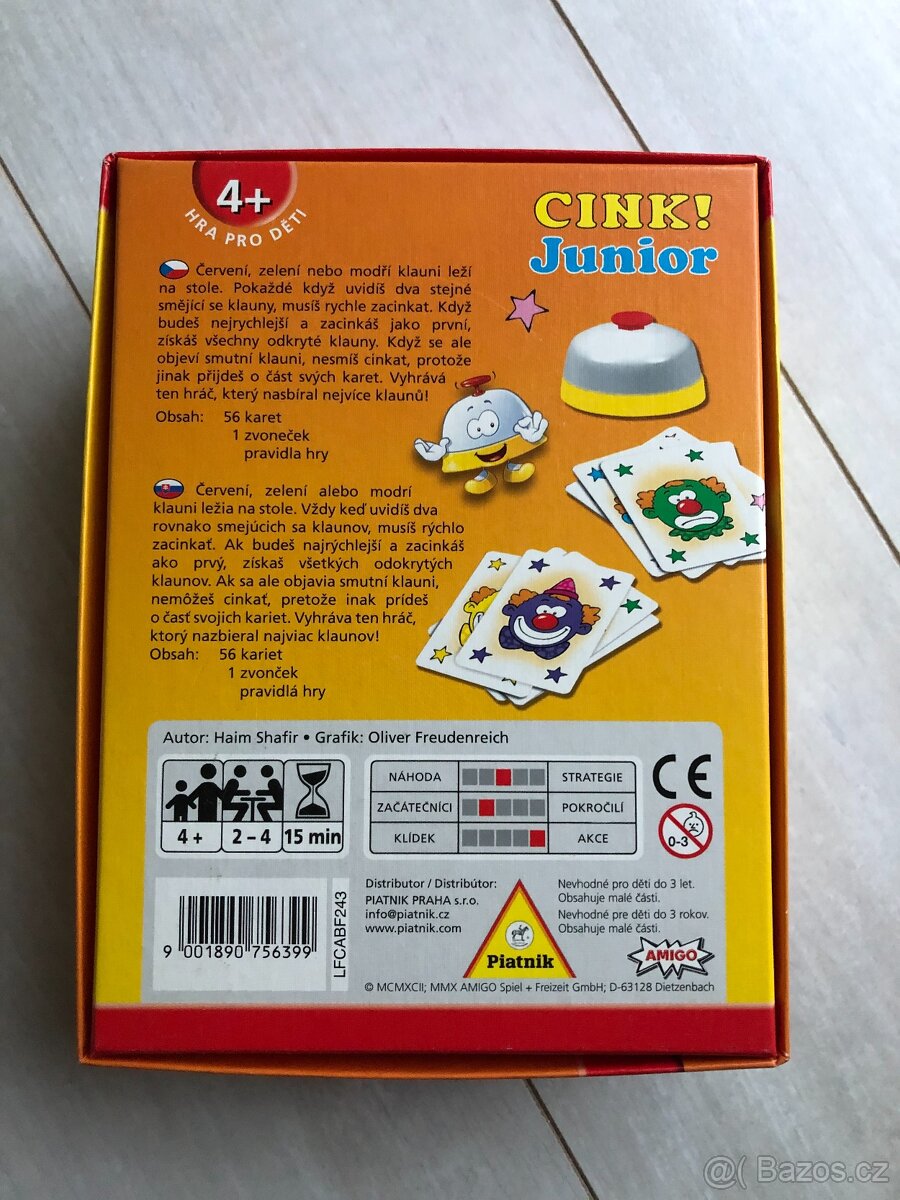 4+
HRA PRO DĚTI
CINK!
Junior
Červení, zelení nebo modří klauni leží
na stole. Pokaždé když uvidíš dva stejné
smějící se klauny, musíš rychle zacinkat. Když
budeš nejrychlejší a zacinkáš jako první,
získáš všechny odkryté klauny. Když se ale
objeví smutní klauni, nesmíš cinkat, protože
jinak přijdeš o část svých karet. Vyhrává
ten hráč, který nasbíral nejvíce klaunů!
Obsah: 56 karet
1 zvoneček
pravidla hry
Červení, zelení alebo modrí
klauni ležia na stole. Vždy keď uvidíš dva
rovnako smejúcich sa klaunov, musíš rýchlo
zacinkať. Ak budeš najrýchlejší a zacinkáš
ako prvý, získaš všetkých odokrytých
klaunov. Ak sa ale objavia smutní klauni,
nemôžeš cinkať, pretože inak prídeš
o časť svojich kariet. Vyhráva ten hráč,
ktorý nazbieral najviac klaunov!
Obsah: 56 kariet
1 zvonček
pravidlá hry
Autor: Haim Shafir • Grafik: Oliver Freudenreich
4 + 2 – 4 15 min
NÁHODA STRATEGIE
ZAČÁTEČNÍCI POKROČILÍ
KLÍDEK AKCE
CE
0-3
9 001890 756399
LFCABF243
Distributor / Distribútor:
PIATNIK PRAHA s.r.o.
info@piatnik.cz
www.piatnik.com
Piatnik
Nevhodné pro děti do 3 let.
Obsahuje malé části.
Nevhodné pre deti do 3 rokov.
Obsahuje malé časti.
AMIGO
© MCMXCII; MMX AMIGO Spiel + Freizeit GmbH; D-63128 Dietzenbach
@( Bazos.cz